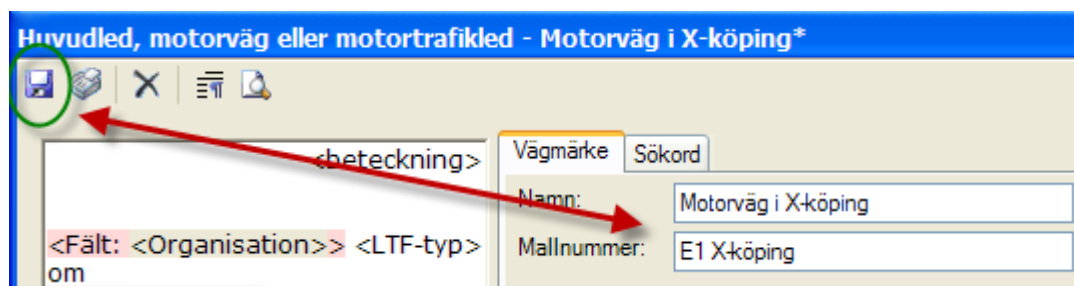 Huvudled, motorväg eller motortrafikled - Motorväg i X-köping*
<beteckning>
<Fält: <Organisation>> <LTF-typ>
om
Vägmärke Sökord
Namn: Motorväg i X-köping
Mallnummer: E1 X-köping